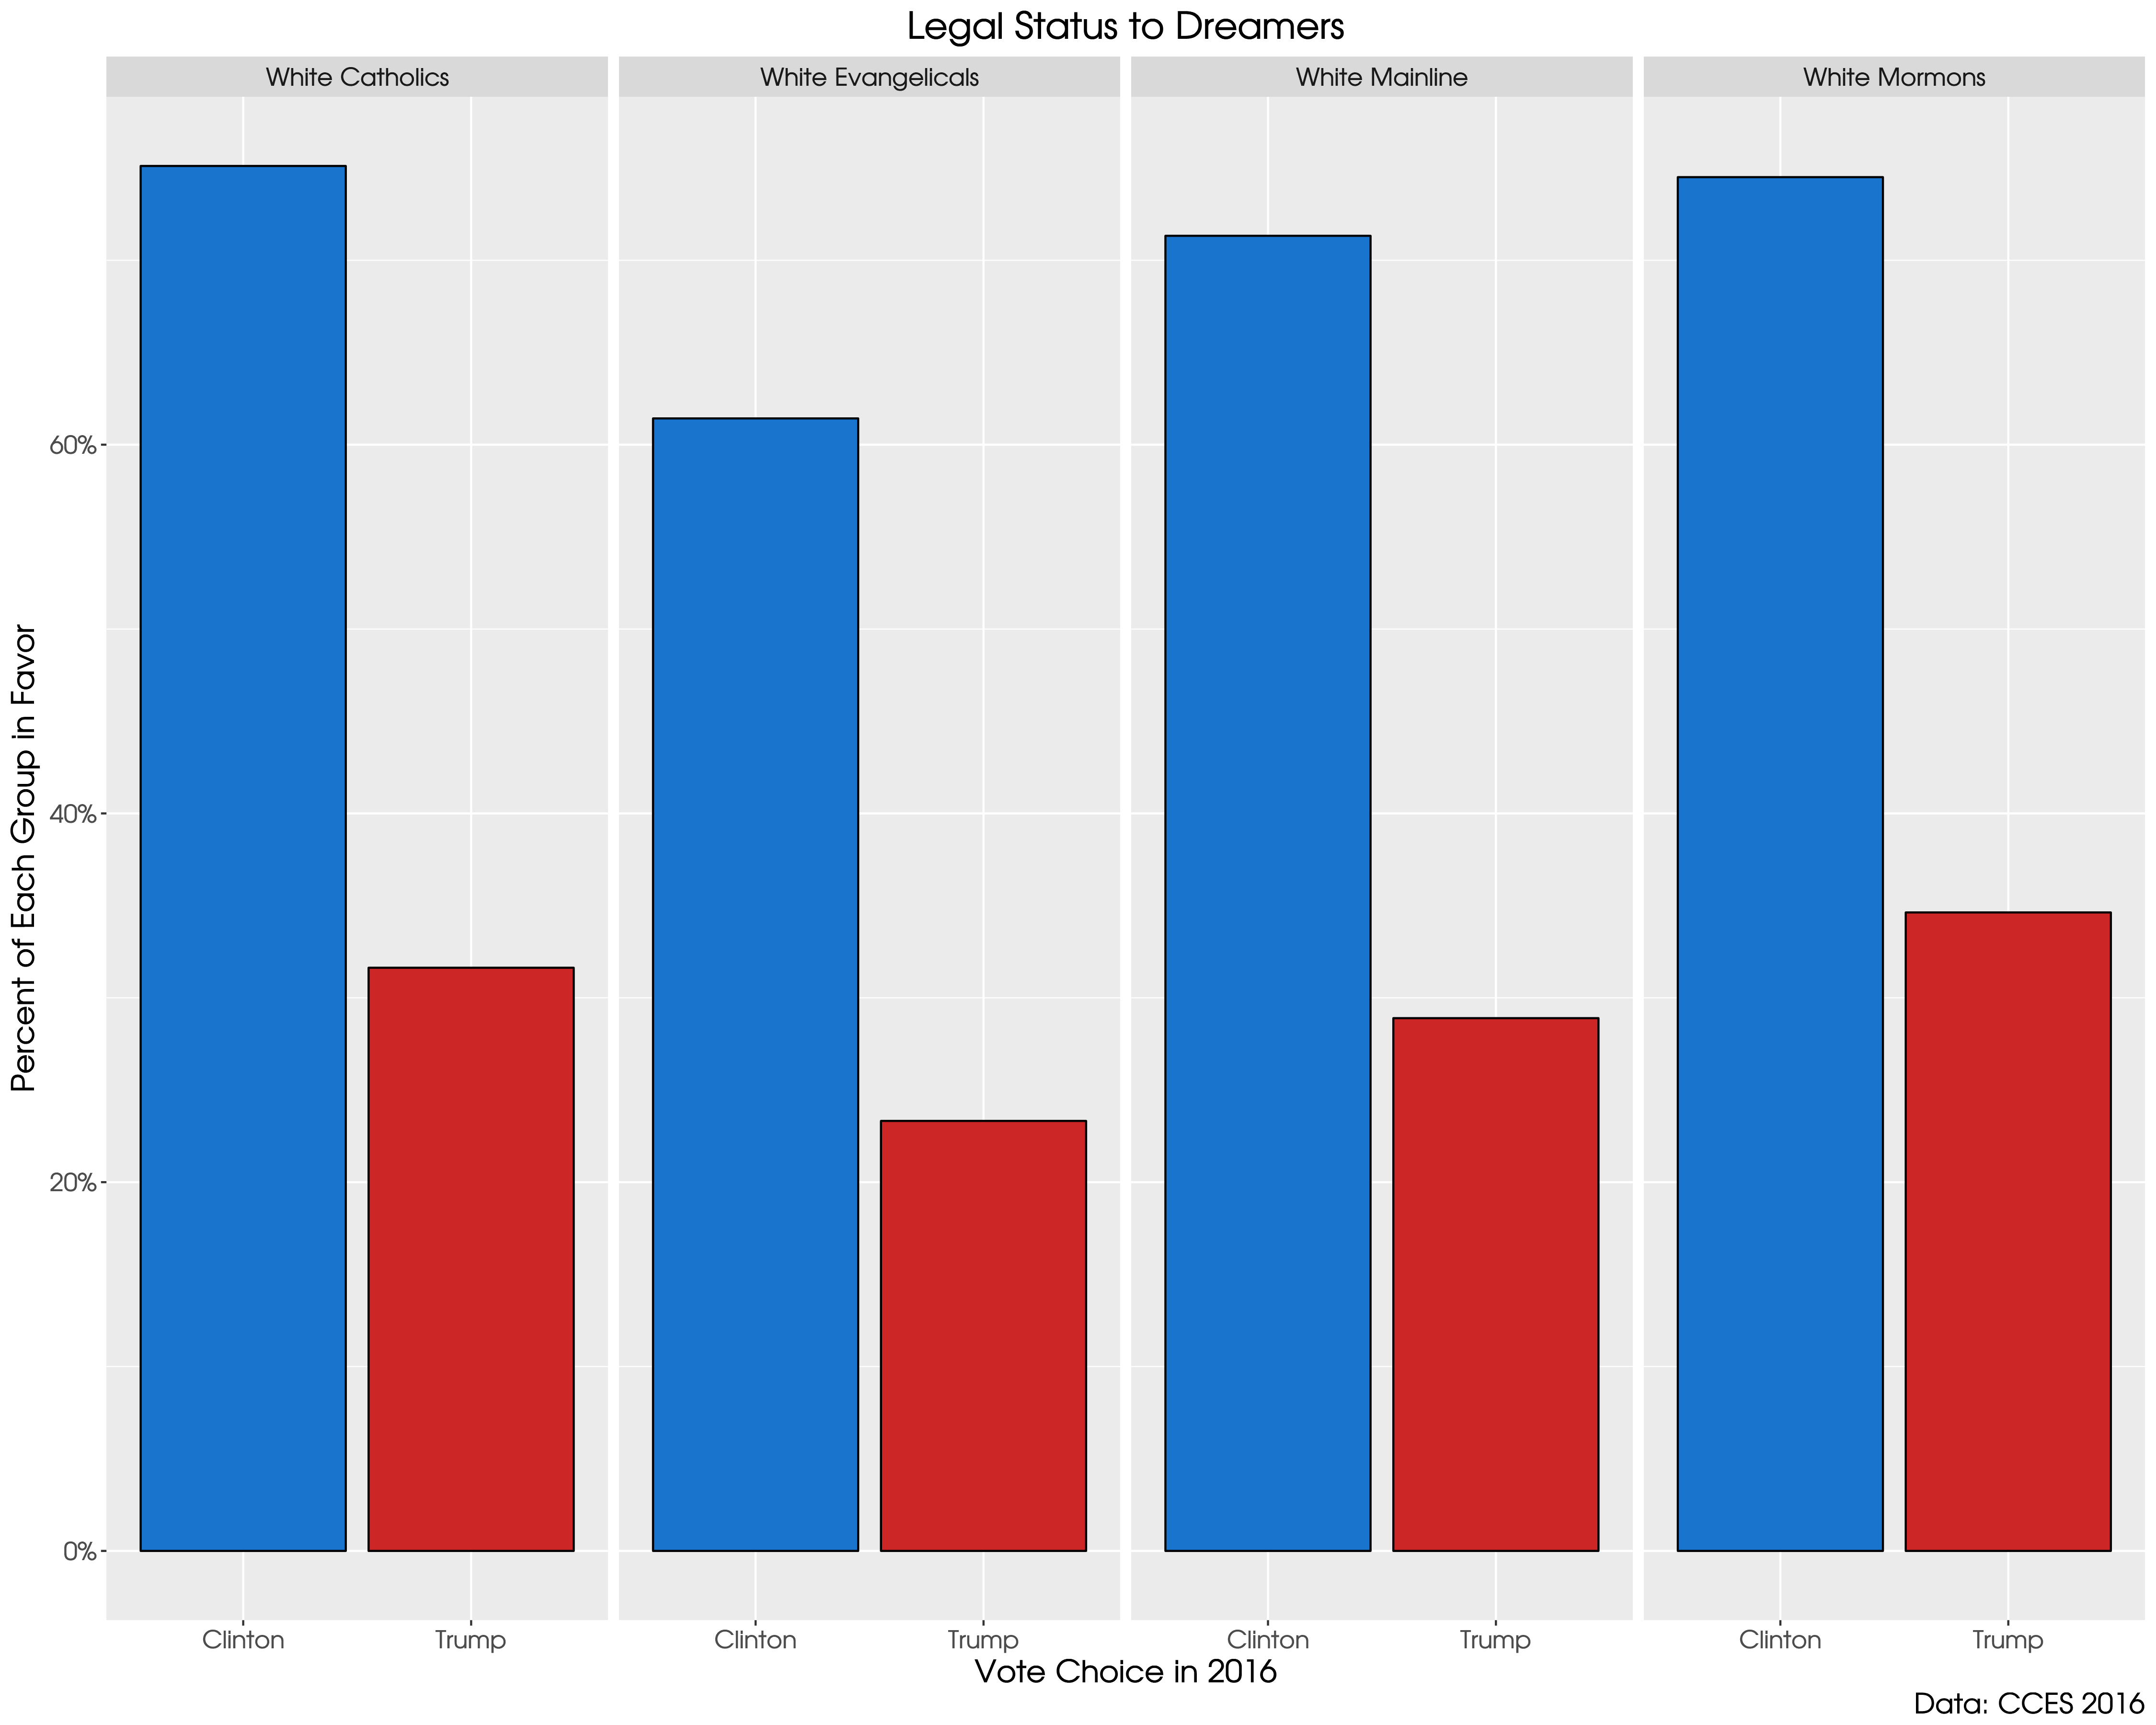 Legal Status to Dreamers
White Catholics
White Evangelicals
White Mainline
White Mormons
Percent of Each Group in Favor
60%
40%
20%
0%
Clinton
Trump
Clinton
Trump
Clinton
Trump
Clinton
Trump
Vote Choice in 2016
Data: CCES 2016